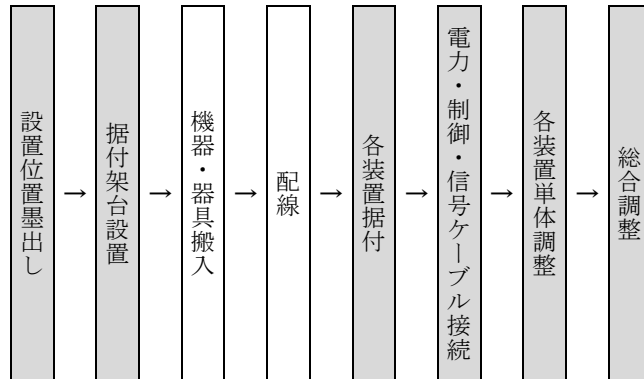 設置位置墨出し
→
据付架台設置
→
機器・器具搬入
→
配線
→
各装置据付
→
電力・制御・信号ケーブル接続
→
各装置単体調整
→
総合調整